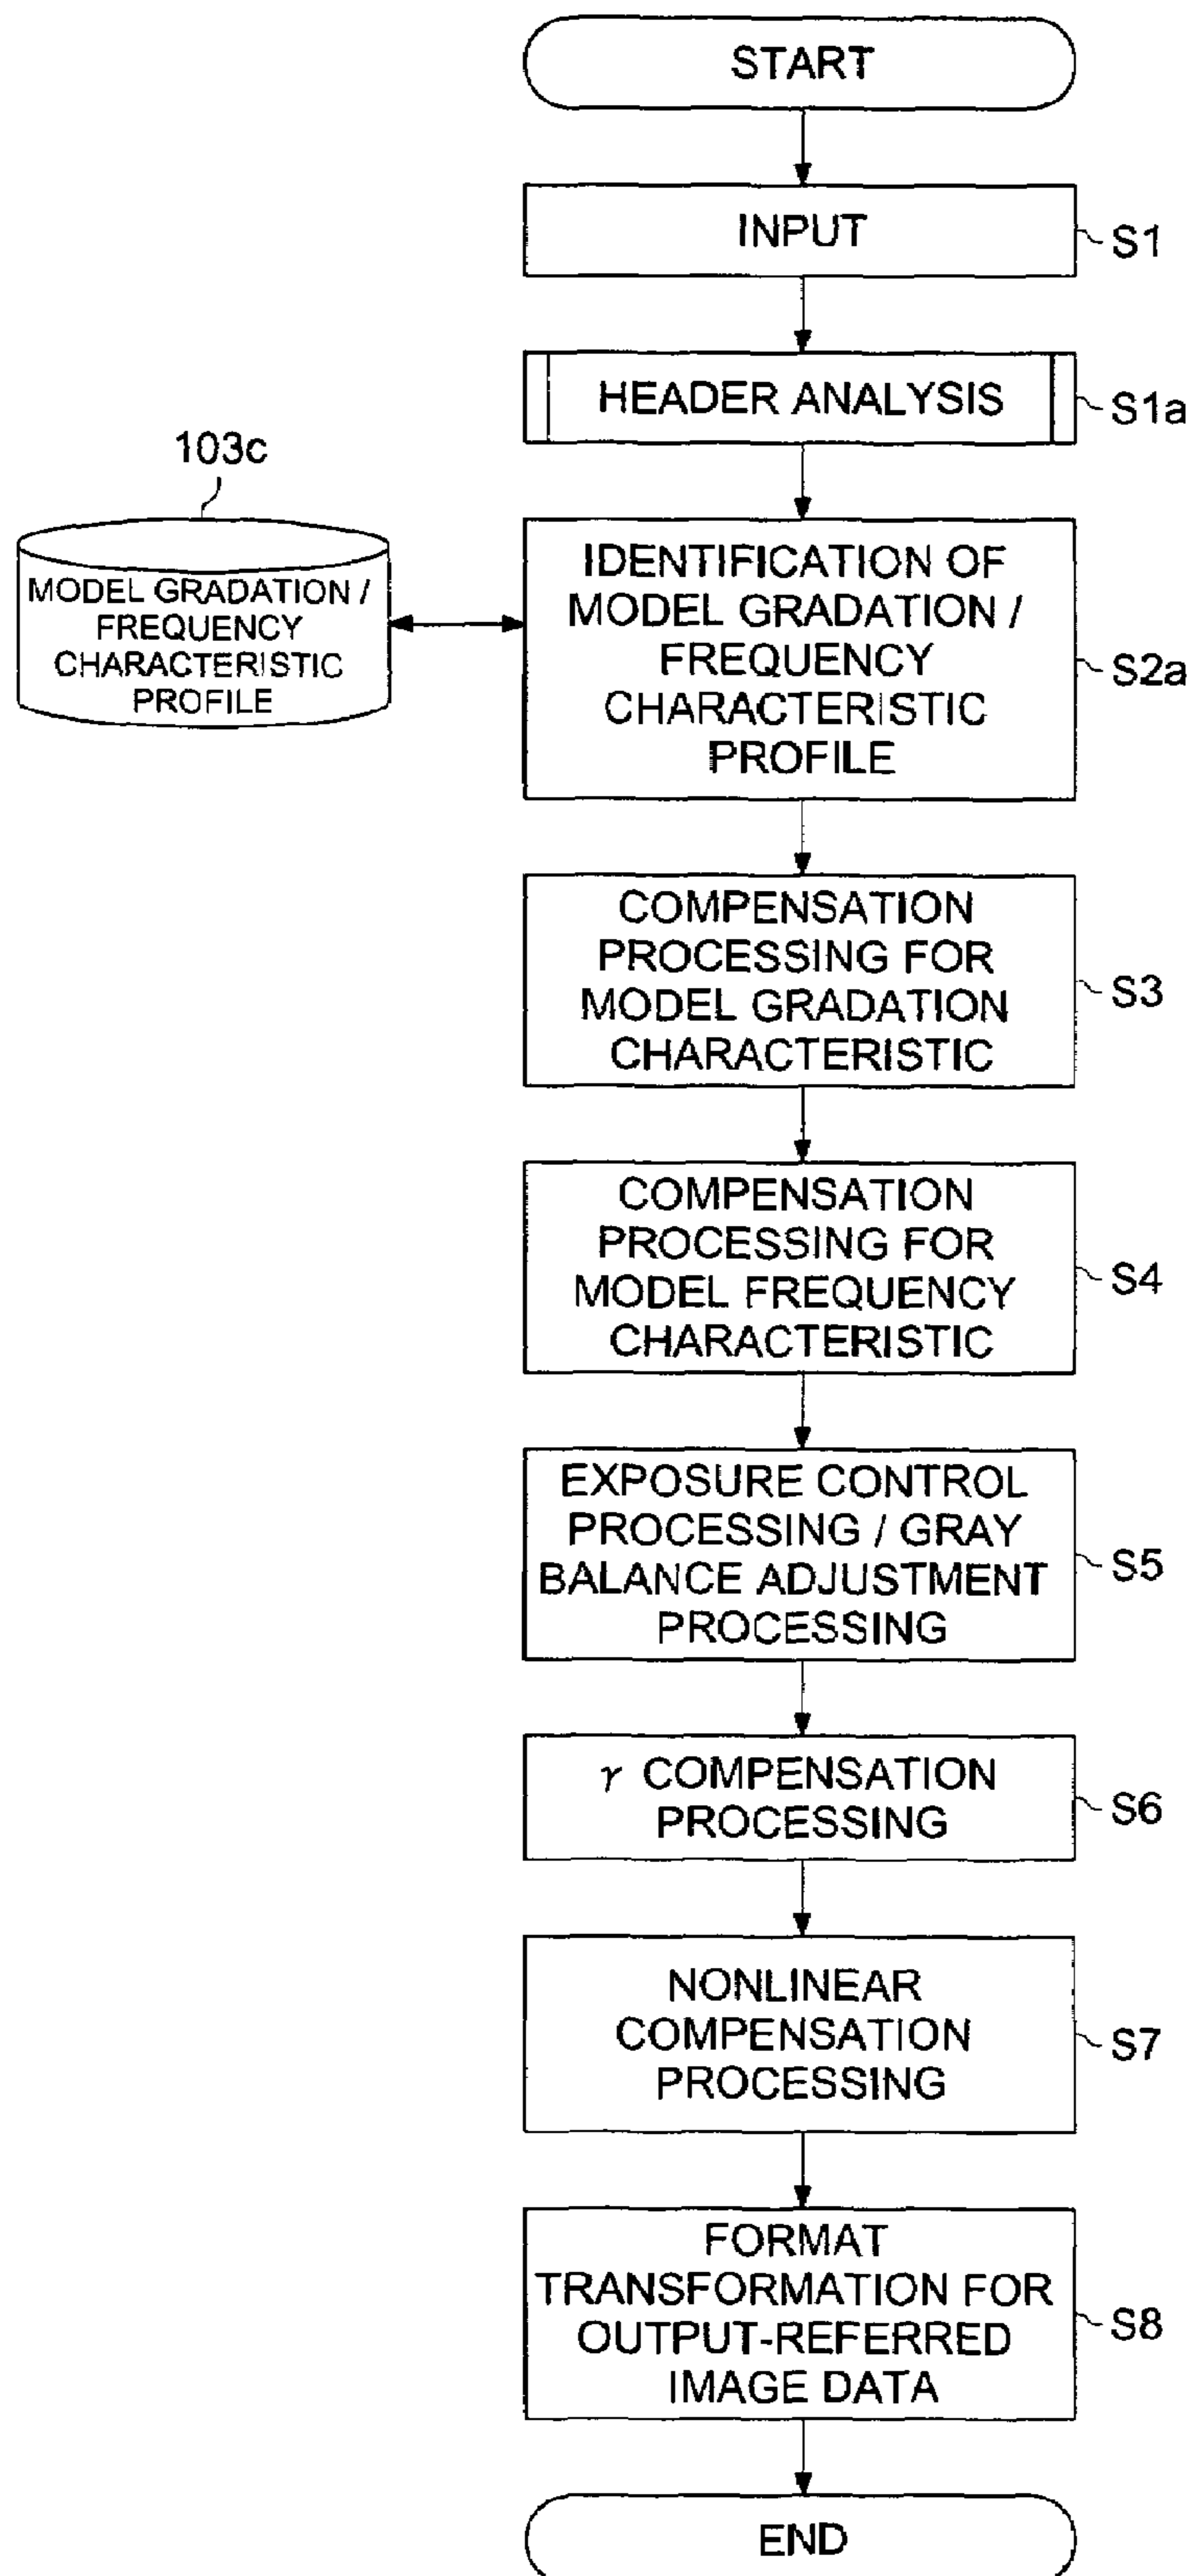 START
INPUT
S1
HEADER ANALYSIS
S1a
103c
MODEL GRADATION /
FREQUENCY
CHARACTERISTIC
PROFILE
IDENTIFICATION OF
MODEL GRADATION /
FREQUENCY
CHARACTERISTIC
PROFILE
S2a
COMPENSATION
PROCESSING FOR
MODEL GRADATION
CHARACTERISTIC
S3
COMPENSATION
PROCESSING FOR
MODEL FREQUENCY
CHARACTERISTIC
S4
EXPOSURE CONTROL
PROCESSING / GRAY
BALANCE ADJUSTMENT
PROCESSING
S5
γ COMPENSATION
PROCESSING
S6
NONLINEAR
COMPENSATION
PROCESSING
S7
FORMAT
TRANSFORMATION FOR
OUTPUT-REFERRED
IMAGE DATA
S8
END